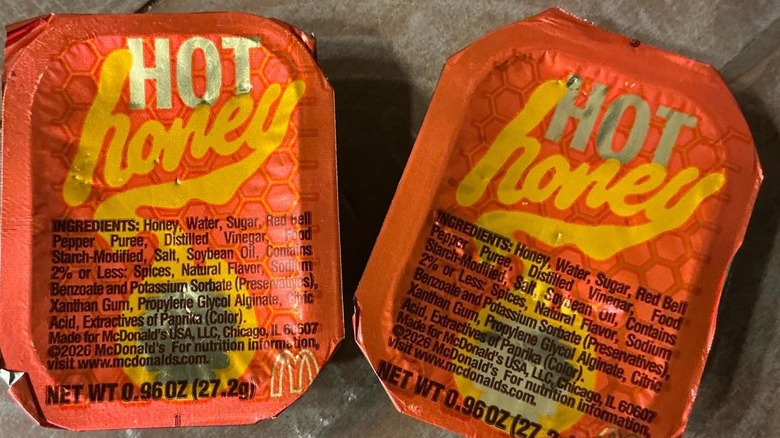 HOT
honey
INGREDIENTS: Honey, Water, Sugar, Red Bell
Pepper Puree, Distilled Vinegar, Food
Starch-Modified, Salt, Soybean Oil, Contains
2% or Less: Spices, Natural Flavor, Sodium
Benzoate and Potassium Sorbate (Preservatives),
Xanthan Gum, Propylene Glycol Alginate, Citric
Acid, Extractives of Paprika (Color).
Made for McDonald's USA, LLC, Chicago, IL 60607
©2026 McDonald's For nutrition information,
visit www.mcdonalds.com.
NET WT 0.96 OZ (27.2g)
M
HOT
honey
INGREDIENTS: Honey, Water, Sugar, Red Bell
Pepper Puree, Distilled Vinegar, Food
Starch-Modified, Salt, Soybean Oil, Contains
2% or Less: Spices, Natural Flavor, Sodium
Benzoate and Potassium Sorbate (Preservatives),
Xanthan Gum, Propylene Glycol Alginate, Citric
Acid, Extractives of Paprika (Color).
Made for McDonald's USA, LLC, Chicago, IL 60607
©2026 McDonald's For nutrition information,
visit www.mcdonalds.com.
NET WT 0.96 OZ (27.2